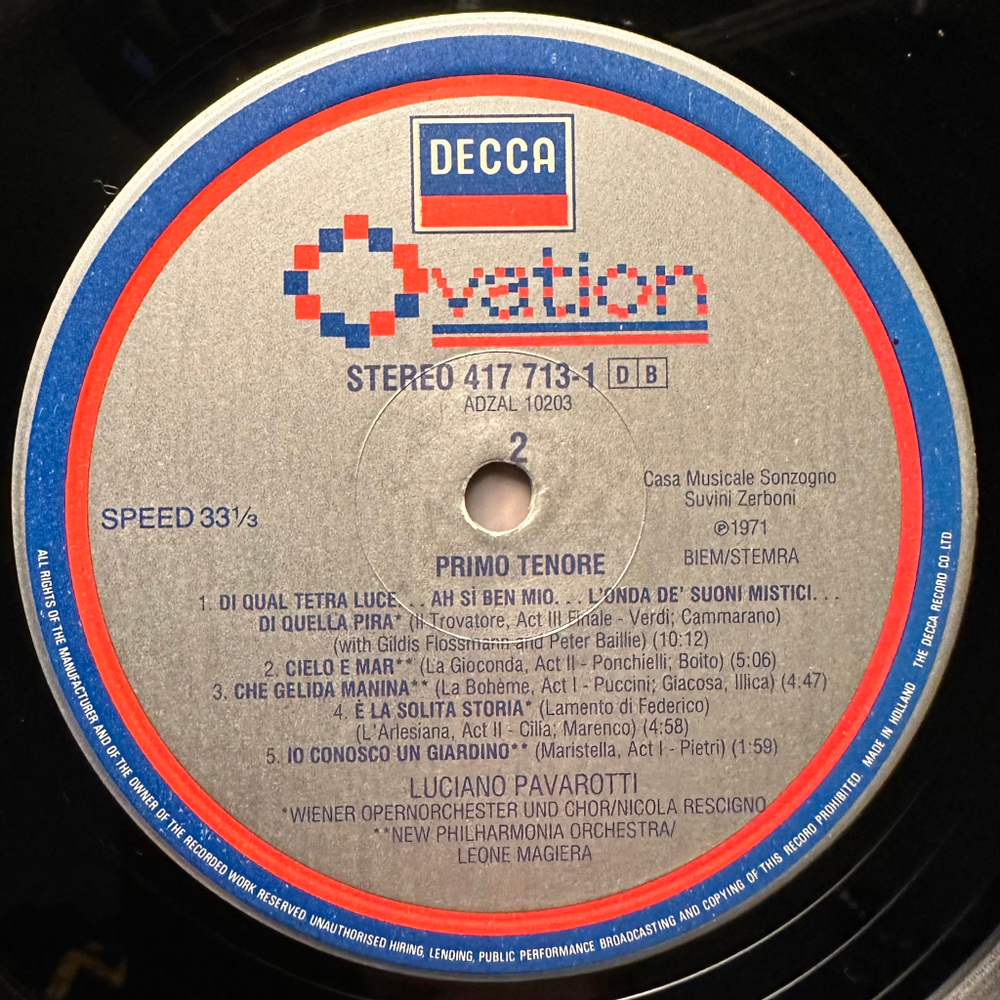 DECCA
Ovation
STEREO 417 713-1 D B
ADZAL 10203
2
Casa Musicale Sonzogno
Suvini Zerboni
SPEED 33⅓
℗1971
BIEM/STEMRA
PRIMO TENORE
1. DI QUAL TETRA LUCE. . . AH SÌ BEN MIO. . . L'ONDA DE' SUONI MISTICI. . .
DI QUELLA PIRA* (Il Trovatore, Act III Finale - Verdi; Cammarano)
(with Gildis Flossmann and Peter Baillie) (10:12)
2. CIELO E MAR** (La Gioconda, Act II - Ponchielli; Boito) (5:06)
3. CHE GELIDA MANINA** (La Bohème, Act I - Puccini; Giacosa, Illica) (4:47)
4. È LA SOLITA STORIA* (Lamento di Federico)
(L'Arlesiana, Act II - Cilia; Marenco) (4:58)
5. IO CONOSCO UN GIARDINO** (Maristella, Act I - Pietri) (1:59)
LUCIANO PAVAROTTI
*WIENER OPERNORCHESTER UND CHOR/NICOLA RESCIGNO
**NEW PHILHARMONIA ORCHESTRA/
LEONE MAGIERA
ALL RIGHTS OF THE MANUFACTURER AND OF THE OWNER OF THE RECORDED WORK RESERVED UNAUTHORISED HIRING, LENDING, PUBLIC PERFORMANCE BROADCASTING AND COPYING OF THIS RECORD PROHIBITED. MADE IN HOLLAND THE DECCA RECORD CO LTD